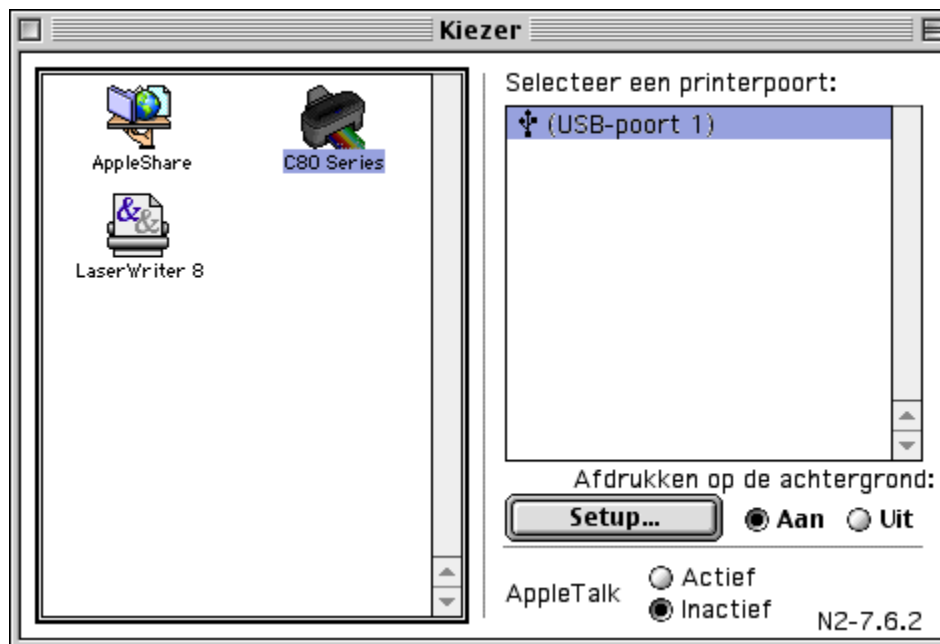 Kiezer
AppleShare
C80 Series
LaserWriter 8
Selecteer een printerpoort:
(USB-poort 1)
Afdrukken op de achtergrond:
Setup...
Aan
Uit
AppleTalk
Actief
Inactief
N2-7.6.2